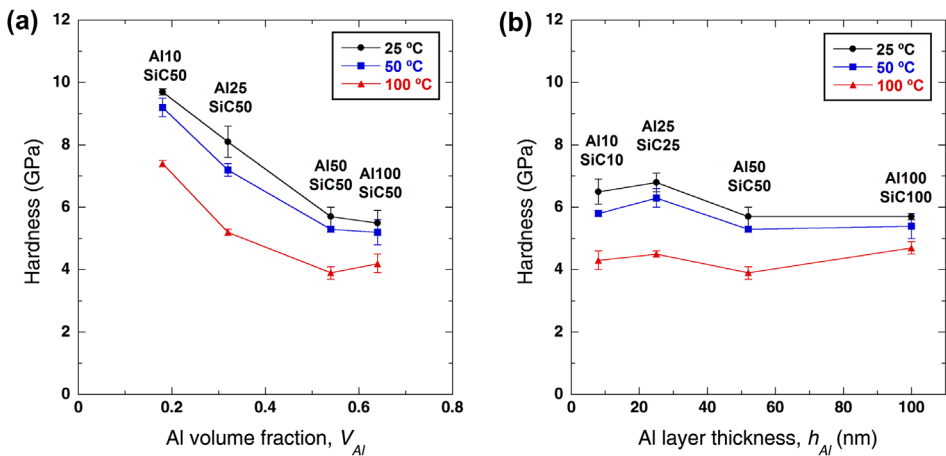 (a)
12
10
8
6
4
2
0
Hardness (GPa)
25 ºC
50 ºC
100 ºC
Al10
SiC50
Al25
SiC50
Al50
SiC50
Al100
SiC50
0
0.2
0.4
0.6
0.8
Al volume fraction, V_Al
(b)
12
10
8
6
4
2
0
Hardness (GPa)
25 ºC
50 ºC
100 ºC
Al10
SiC10
Al25
SiC25
Al50
SiC50
Al100
SiC100
0
20
40
60
80
100
Al layer thickness, h_Al (nm)